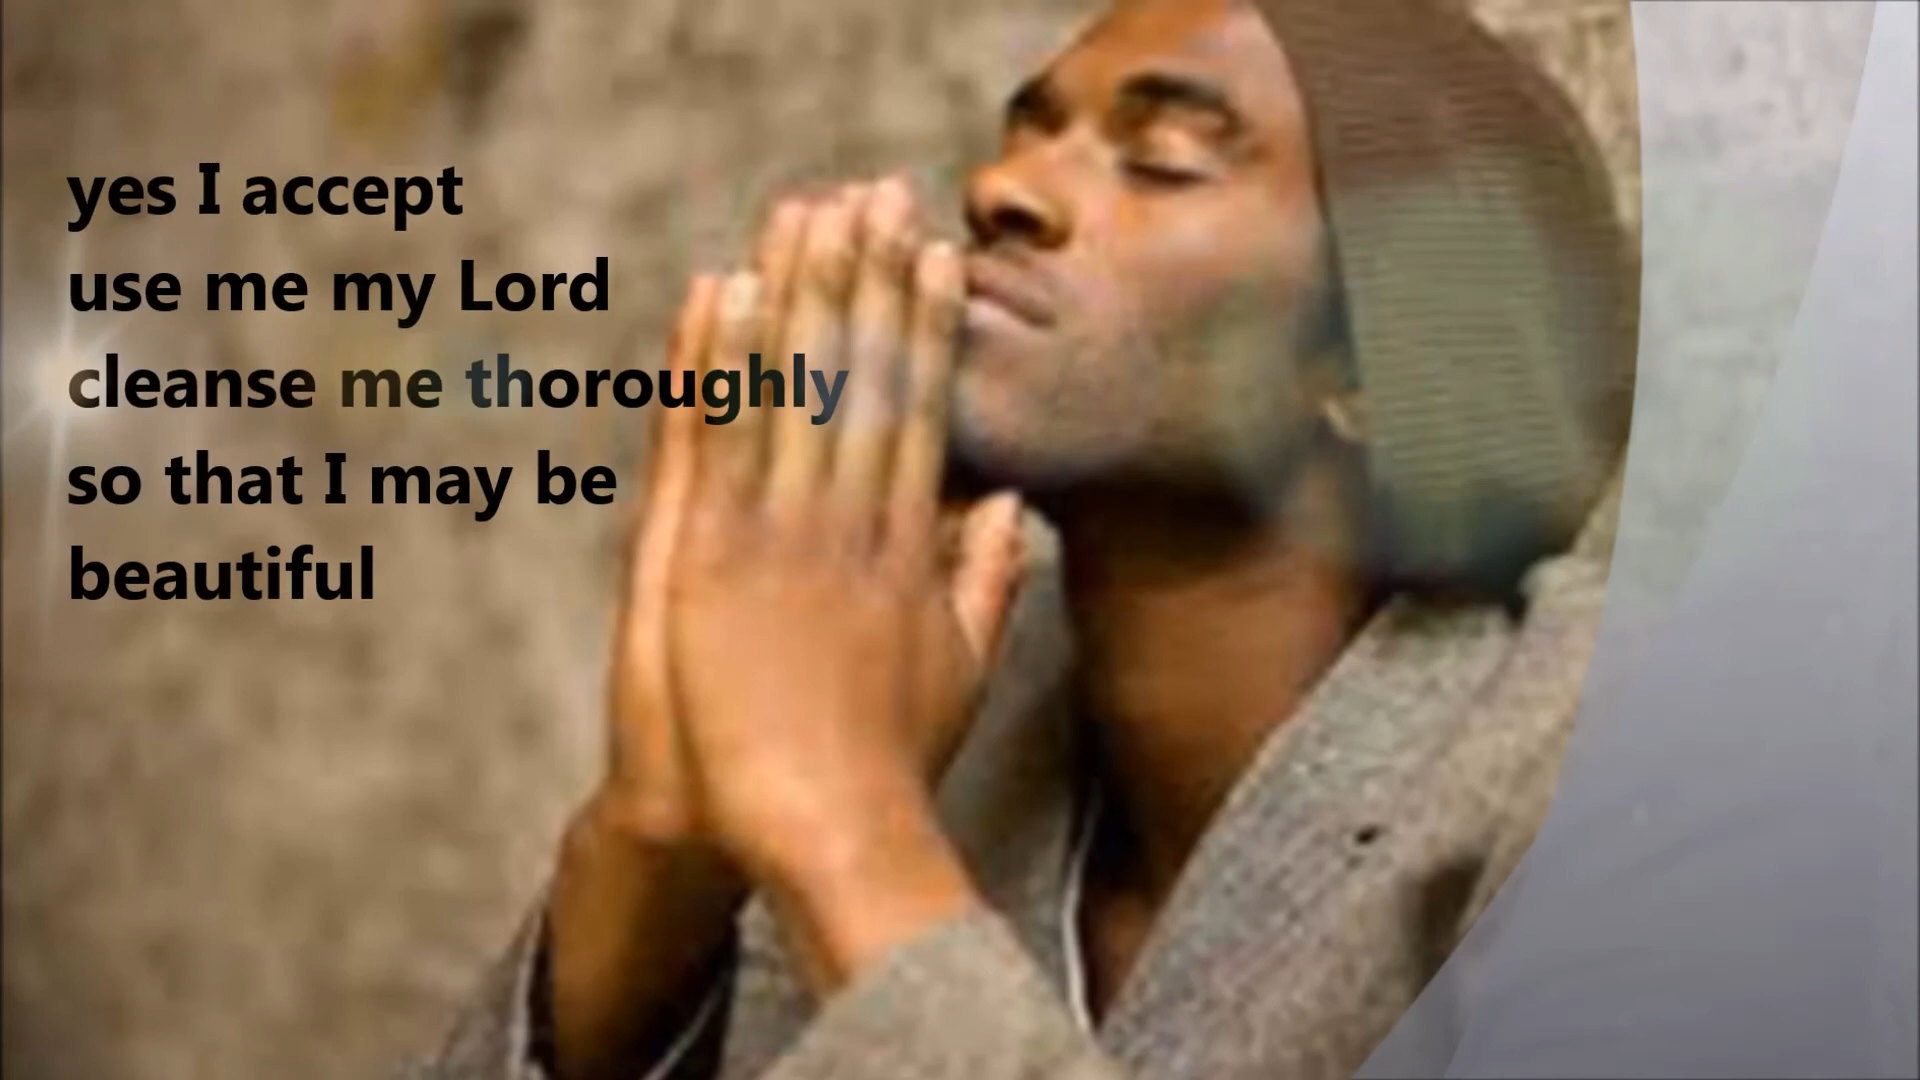 yes I accept
use me my Lord
cleanse me thoroughly
so that I may be
beautiful